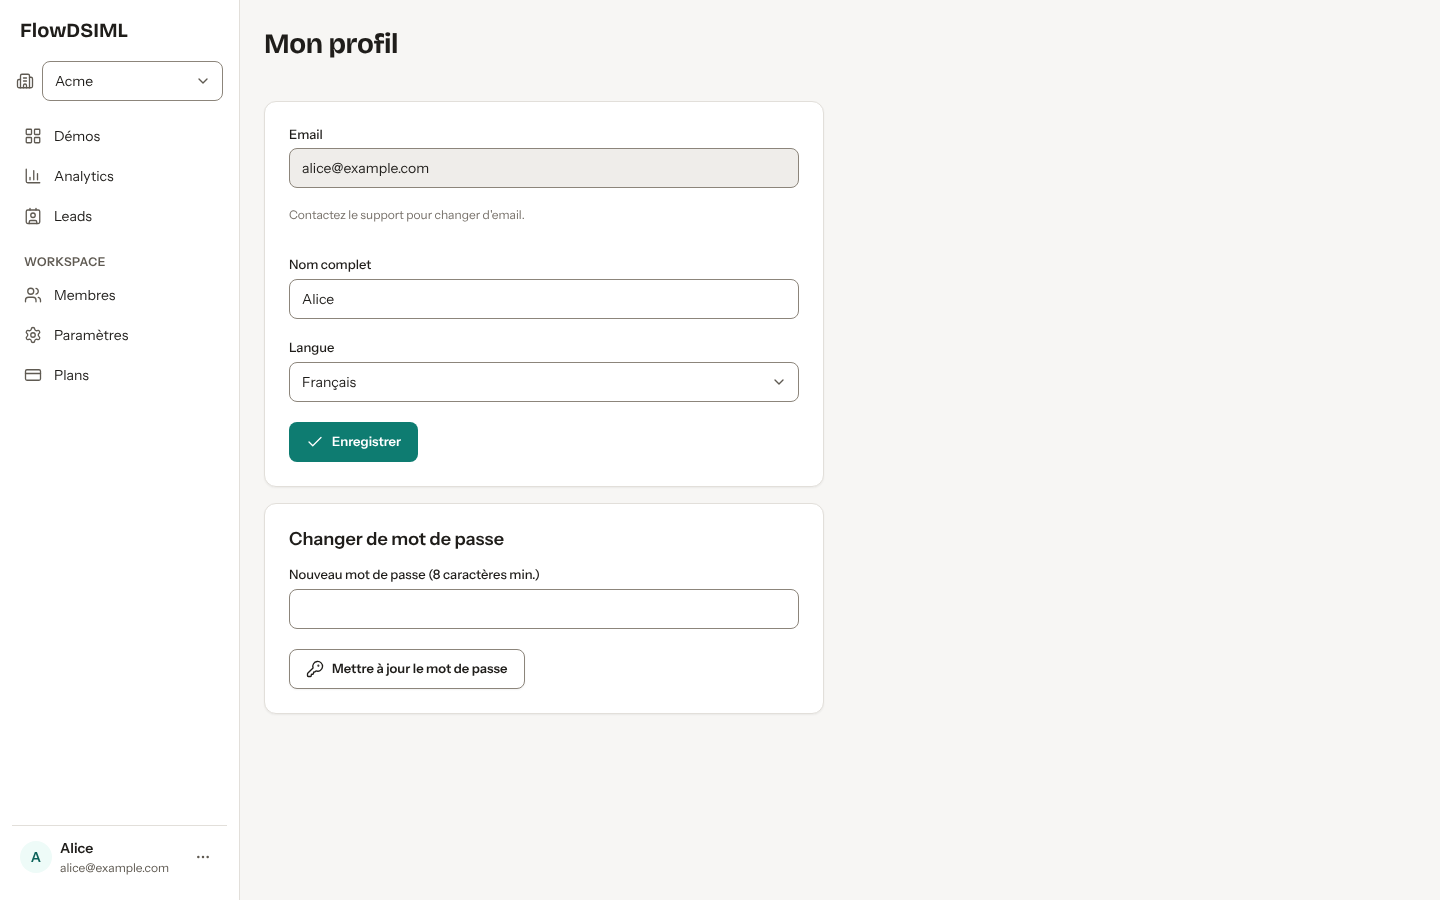 FlowDSIML
Acme
Démos
Analytics
Leads
WORKSPACE
Membres
Paramètres
Plans
A
Alice
alice@example.com
Mon profil
Email
alice@example.com
Contactez le support pour changer d'email.
Nom complet
Alice
Langue
Français
Enregistrer
Changer de mot de passe
Nouveau mot de passe (8 caractères min.)
Mettre à jour le mot de passe